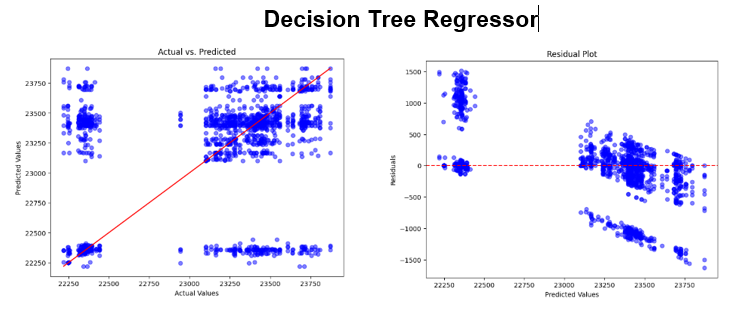 Decision Tree Regressor
Actual vs. Predicted
23750
23500
23250
23000
22750
22500
22250
Predicted Values
22250 22500 22750 23000 23250 23500 23750
Actual Values
Residual Plot
1500
1000
500
0
−500
−1000
−1500
Residuals
22250 22500 22750 23000 23250 23500 23750
Predicted Values